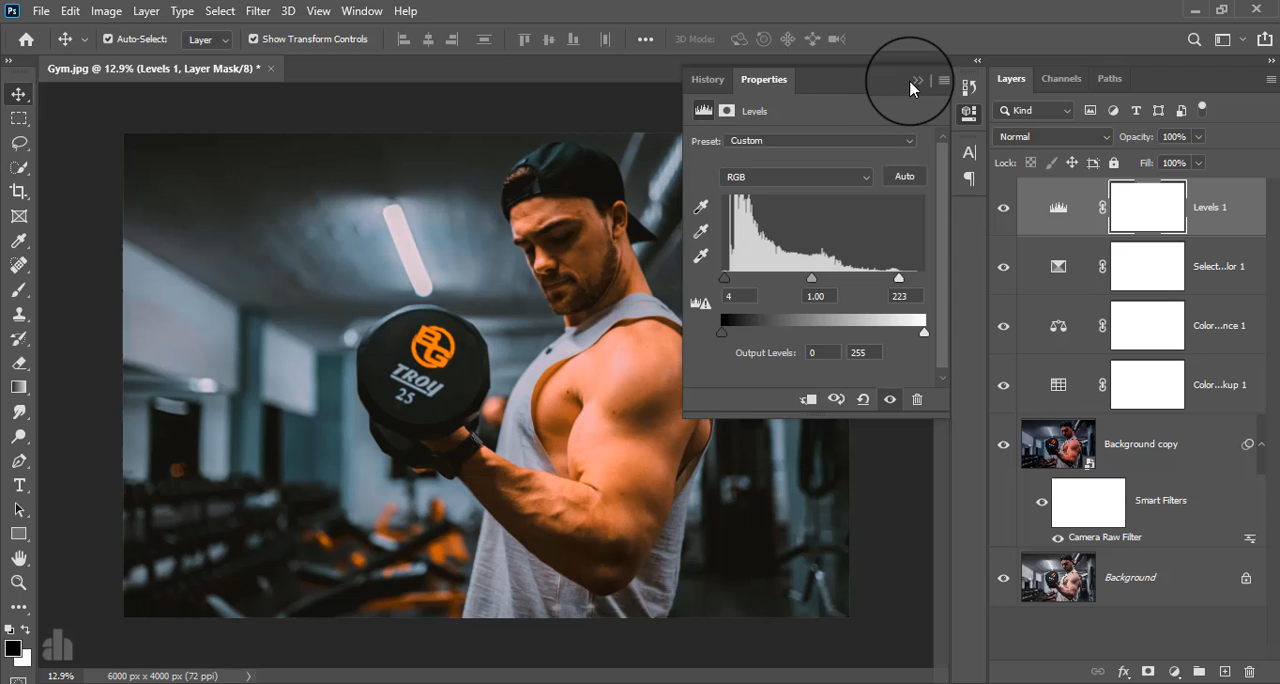 Ps File Edit Image Layer Type Select Filter 3D View Window Help
Auto-Select: Layer Show Transform Controls 3D Mode:
Gym.jpg @ 12.9% (Levels 1, Layer Mask/8) * ×
History Properties
Levels
Preset: Custom
RGB Auto
4 1.00 223
Output Levels: 0 255
Layers Channels Paths
Kind
Normal Opacity: 100%
Lock: Fill: 100%
Levels 1
Select...lor 1
Color...nce 1
Color...kup 1
Background copy
Smart Filters
Camera Raw Filter
Background
TROY
25
ah
12.9% 6000 px x 4000 px (72 ppi)